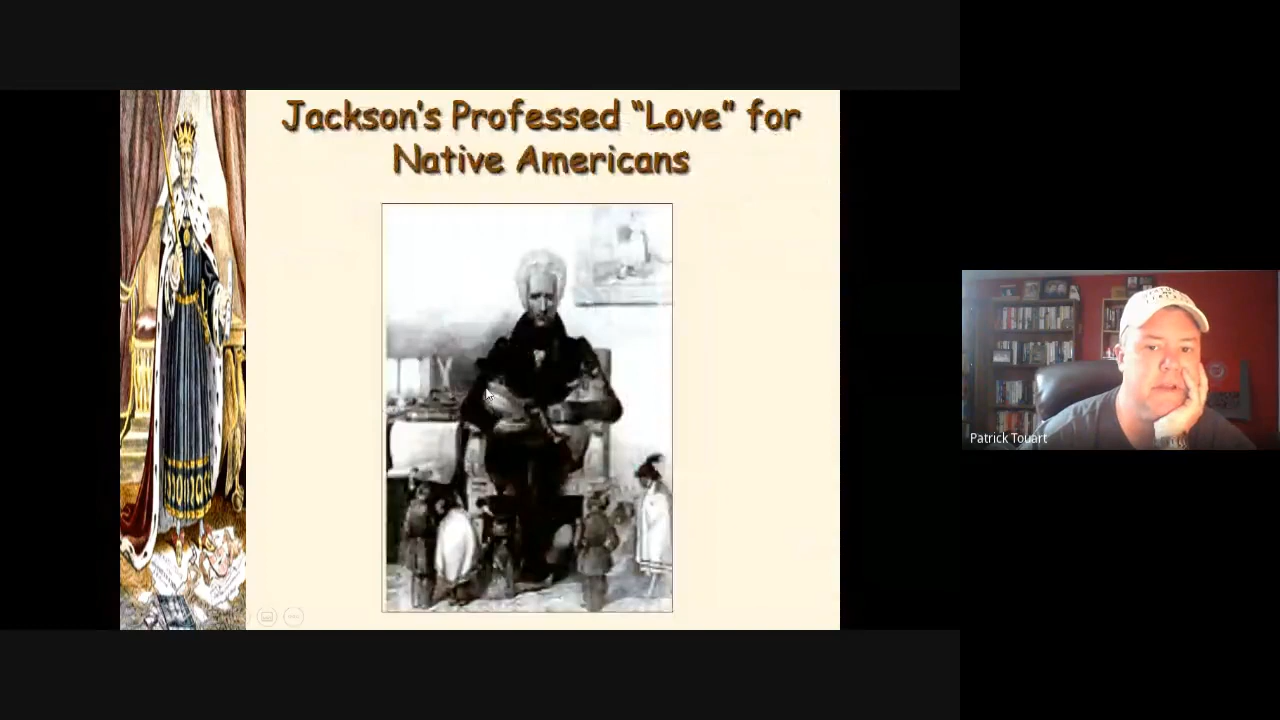 Jackson's Professed “Love” for
Native Americans
Patrick Touart